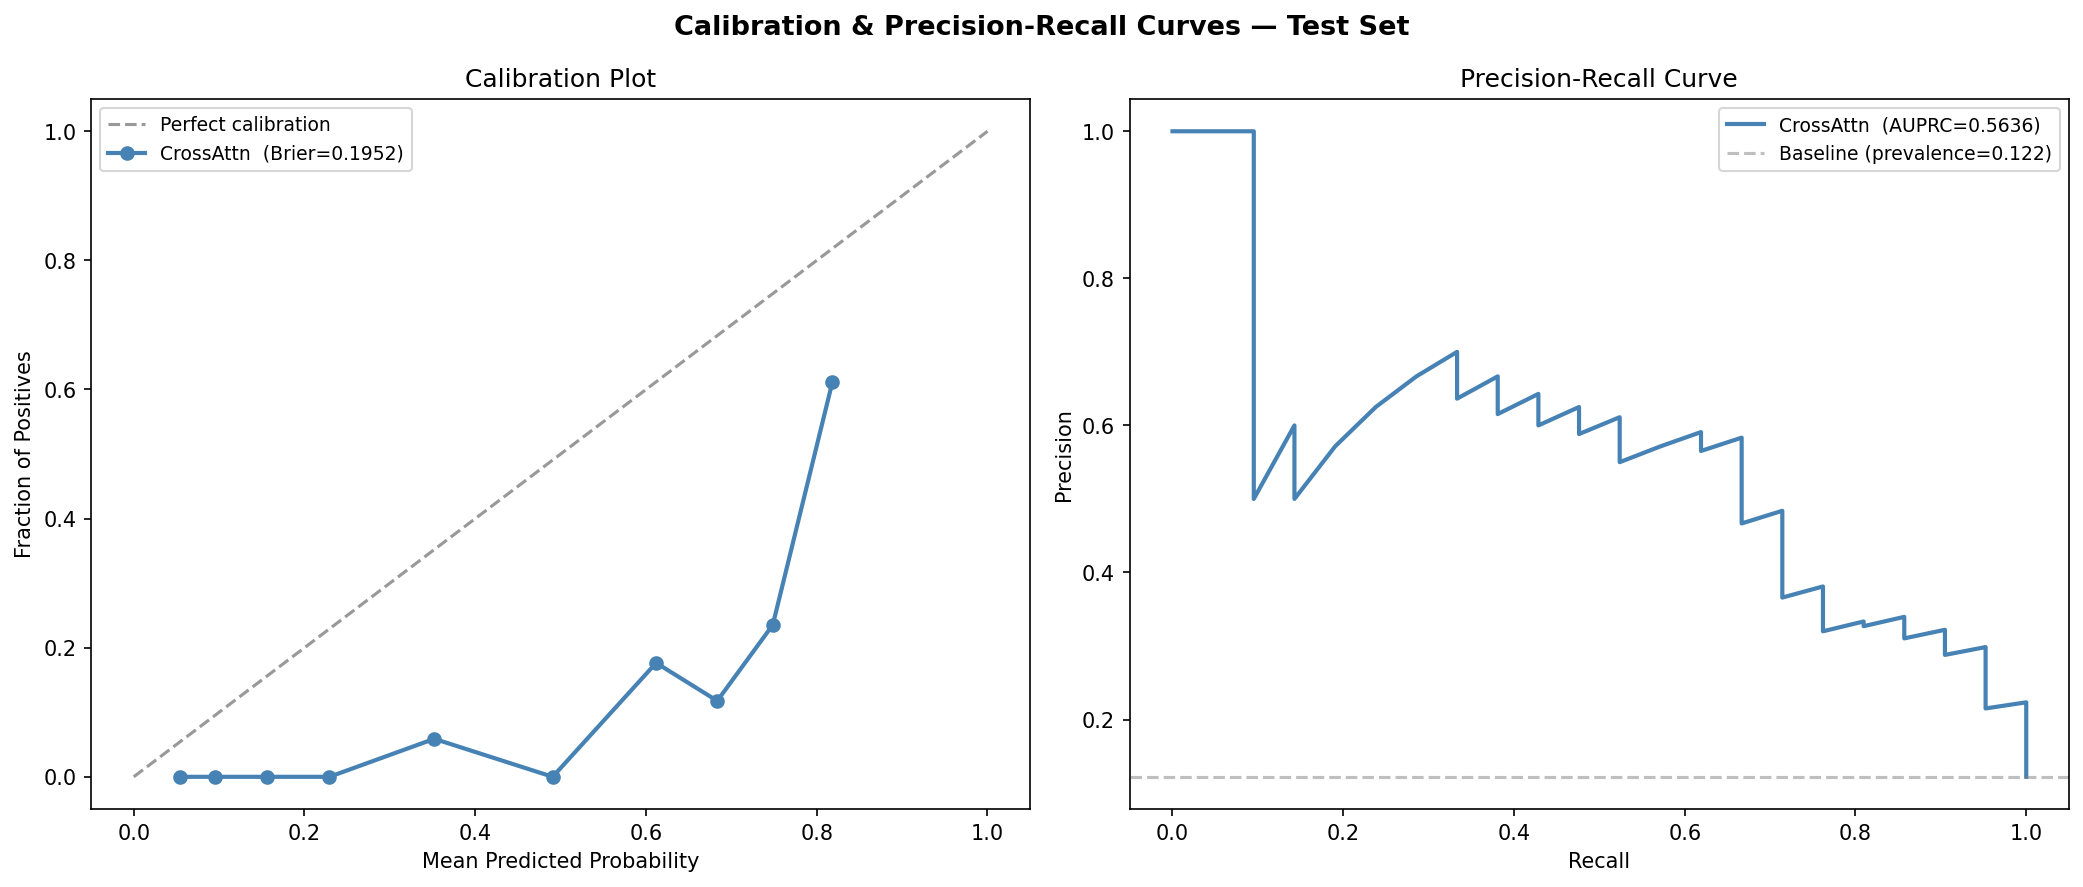 Calibration & Precision-Recall Curves — Test Set
Calibration Plot
Perfect calibration
CrossAttn (Brier=0.1952)
1.0
0.8
0.6
0.4
0.2
0.0
Fraction of Positives
0.0 0.2 0.4 0.6 0.8 1.0
Mean Predicted Probability
Precision-Recall Curve
CrossAttn (AUPRC=0.5636)
Baseline (prevalence=0.122)
1.0
0.8
0.6
0.4
0.2
Precision
0.0 0.2 0.4 0.6 0.8 1.0
Recall